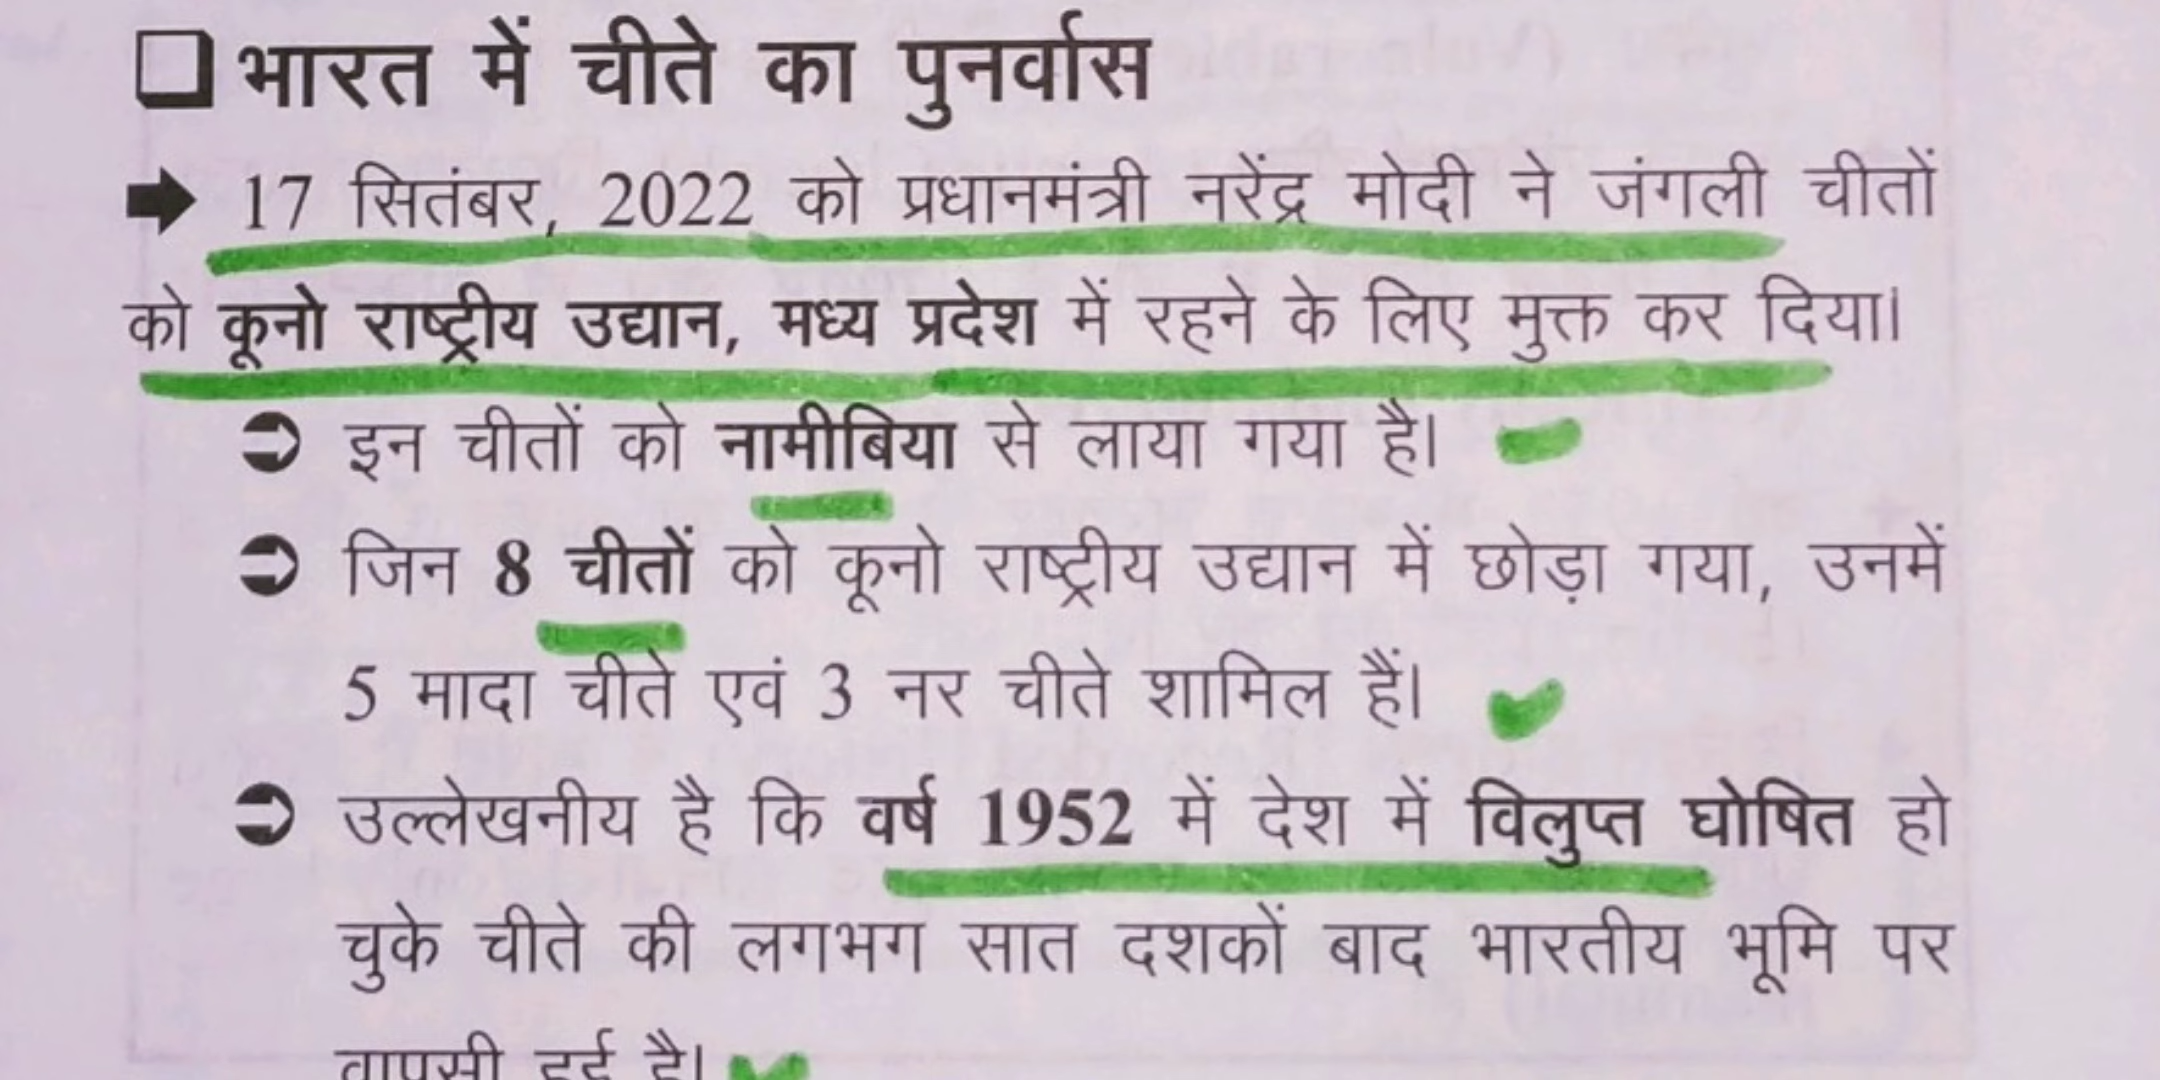 भारत में चीते का पुनर्वास
17 सितंबर, 2022 को प्रधानमंत्री नरेंद्र मोदी ने जंगली चीतों
को कूनो राष्ट्रीय उद्यान, मध्य प्रदेश में रहने के लिए मुक्त कर दिया।
इन चीतों को नामीबिया से लाया गया है।
जिन 8 चीतों को कूनो राष्ट्रीय उद्यान में छोड़ा गया, उनमें
5 मादा चीते एवं 3 नर चीते शामिल हैं।
उल्लेखनीय है कि वर्ष 1952 में देश में विलुप्त घोषित हो
चुके चीते की लगभग सात दशकों बाद भारतीय भूमि पर
वापसी हुई है।